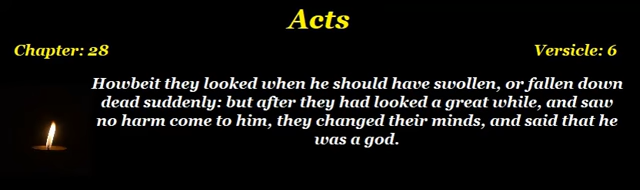 Acts
Chapter: 28
Versicle: 6
Howbeit they looked when he should have swollen, or fallen down
dead suddenly: but after they had looked a great while, and saw
no harm come to him, they changed their minds, and said that he
was a god.